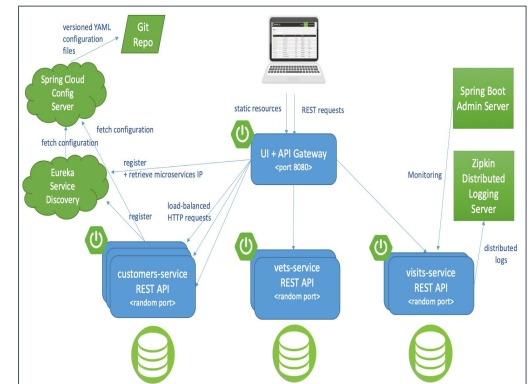 versioned YAML
configuration
files
Git
Repo
Spring Cloud
Config
Server
static resources
REST requests
Spring Boot
Admin Server
fetch configuration
fetch configuration
UI + API Gateway
<port 8080>
register
+ retrieve microservices IP
Monitoring
Zipkin
Distributed
Logging
Server
Eureka
Service
Discovery
load-balanced
HTTP requests
register
distributed
logs
customers-service
REST API
<random port>
vets-service
REST API
<random port>
visits-service
REST API
<random port>